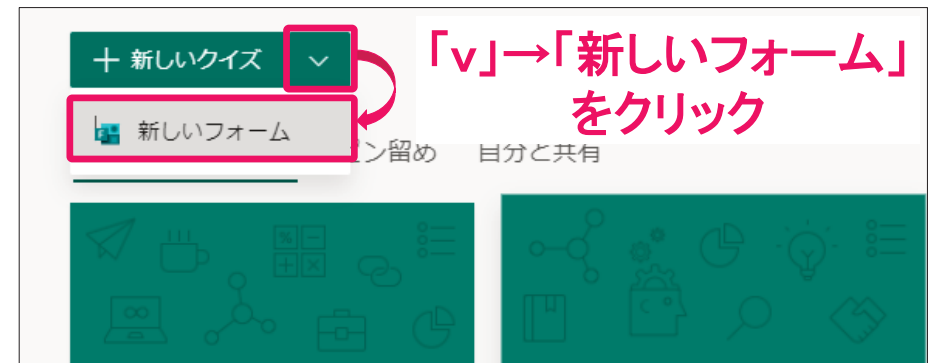 + 新しいクイズ
「v」→「新しいフォーム」
をクリック
新しいフォーム
ン留め 自分と共有